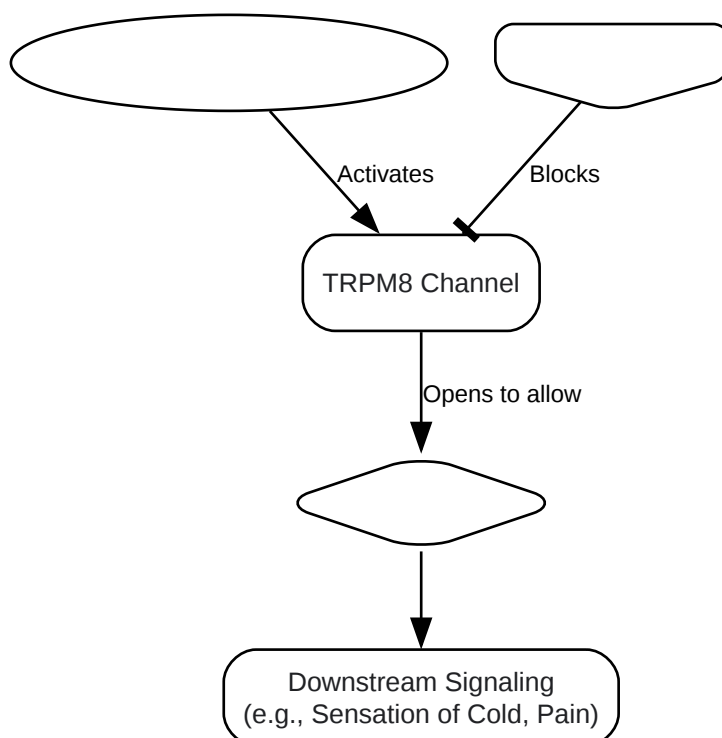 Activates
Blocks
TRPM8 Channel
Opens to allow
Downstream Signaling
(e.g., Sensation of Cold, Pain)